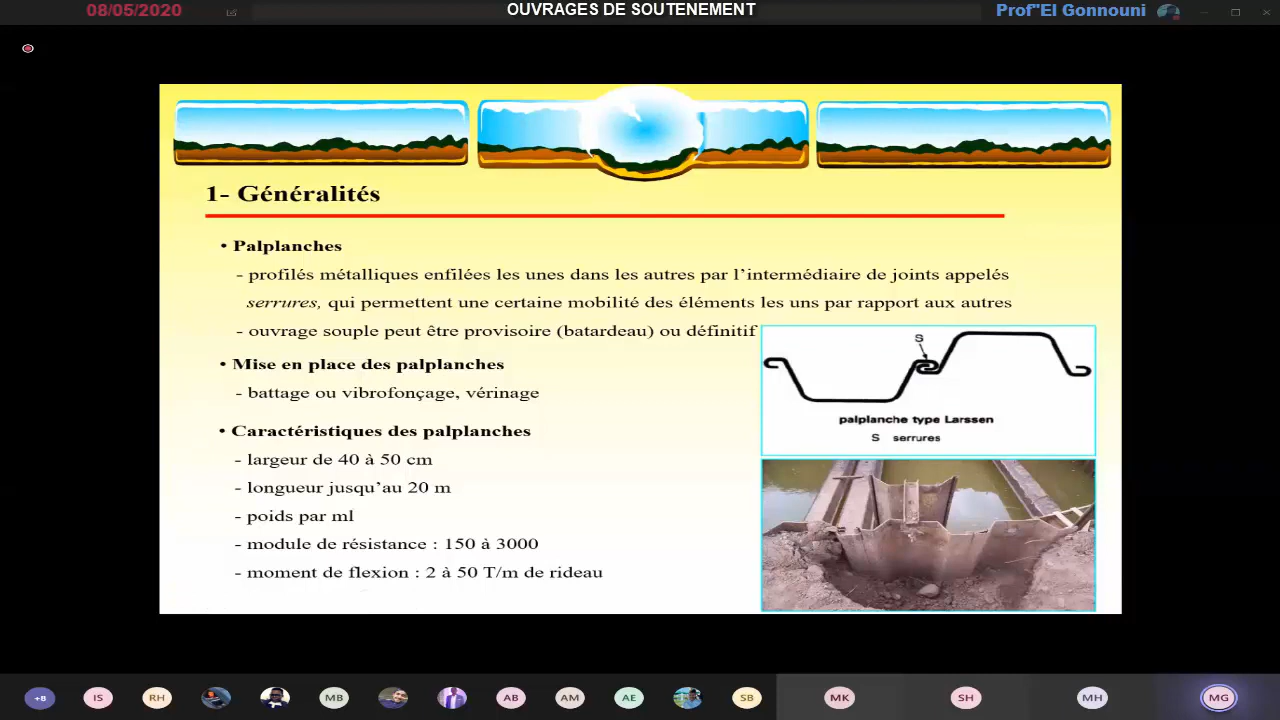 08/05/2020
OUVRAGES DE SOUTENEMENT
Prof"El Gonnouni
1- Généralités
• Palplanches
- profilés métalliques enfilées les unes dans les autres par l’intermédiaire de joints appelés
serrures, qui permettent une certaine mobilité des éléments les uns par rapport aux autres
- ouvrage souple peut être provisoire (batardeau) ou définitif
S
palplanche type Larssen
S serrures
• Mise en place des palplanches
- battage ou vibrofonçage, vérinage
• Caractéristiques des palplanches
- largeur de 40 à 50 cm
- longueur jusqu’au 20 m
- poids par ml
- module de résistance : 150 à 3000
- moment de flexion : 2 à 50 T/m de rideau
+8 IS RH MB AB AM AE SB MK SH MH MG